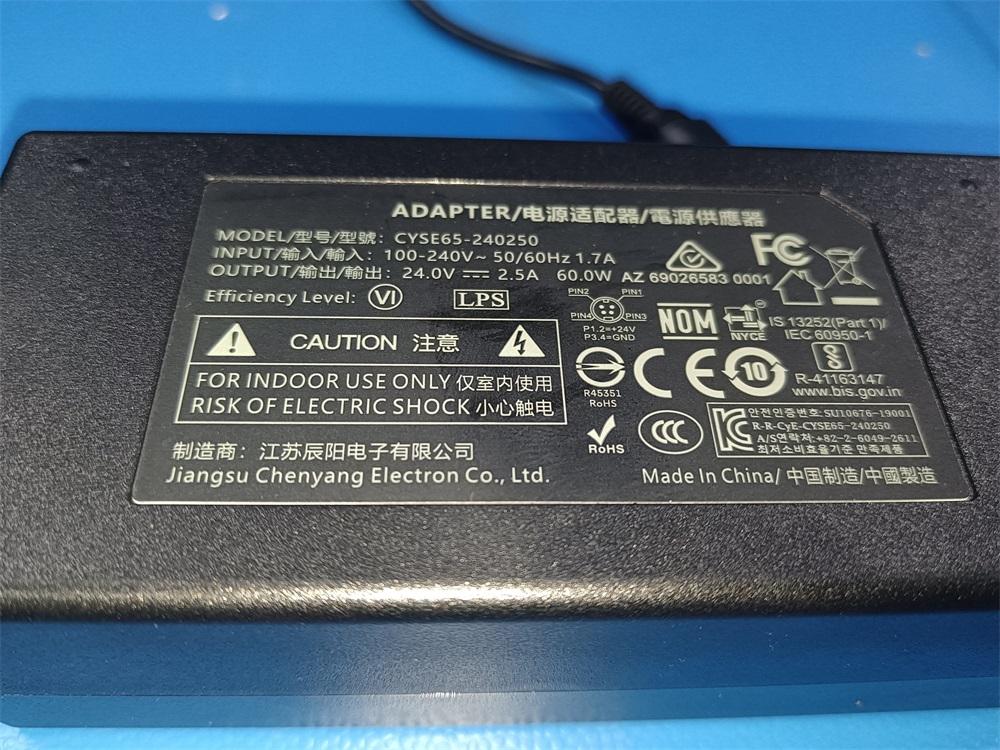 ADAPTER/电源适配器/電源供應器
MODEL/型号/型號: CYSE65-240250
INPUT/输入/輸入: 100-240V~ 50/60Hz 1.7A
OUTPUT/输出/輸出: 24.0V 2.5A 60.0W
Efficiency Level: VI
LPS
AZ 69026583 0001
FC
PIN2 PIN1
PIN4 PIN3
P1.2=+24V
P3.4=GND
NOM
NYCE
IS 13252(Part 1)/
IEC 60950-1
R-41163147
www.bis.gov.in
CAUTION 注意
FOR INDOOR USE ONLY 仅室内使用
RISK OF ELECTRIC SHOCK 小心触电
R45351
RoHS
CE
10
RoHS
CCC
안전인증번호: SU10676-19001
R-R-CyE-CYSE65-240250
A/S연락처:+82-2-6049-2611
최저소비효율기준 만족제품
制造商: 江苏辰阳电子有限公司
Jiangsu Chenyang Electron Co., Ltd.
Made In China/ 中国制造/中國製造